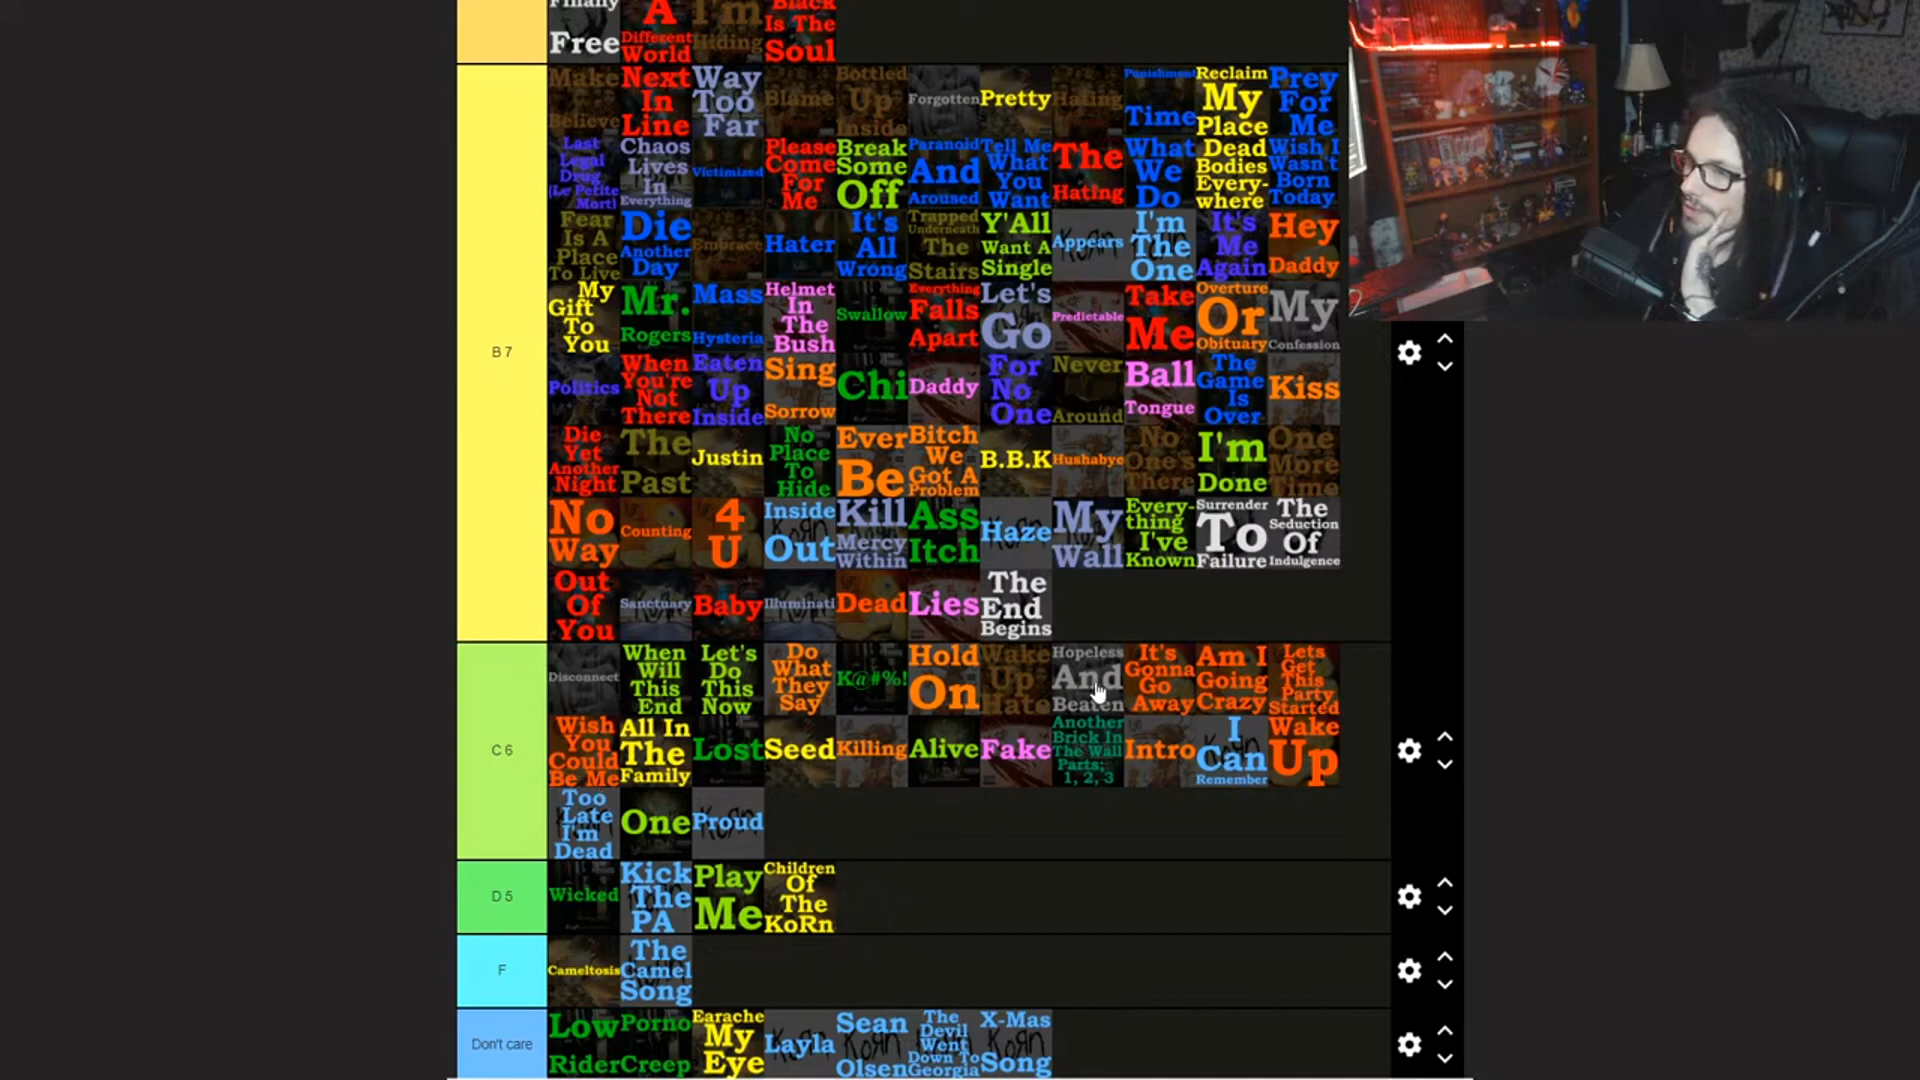 Finally Free
A Different World
I'm Hiding
Black Is The Soul
B 7
Make Believe
Next In Line
Way Too Far
Blame
Bottled Up Inside
Forgotten
Pretty
Hating
Punishment Time
Reclaim My Place
Prey For Me
Last Legal Drug (Le Petite Mort)
Chaos Lives In Everything
Victimized
Please Come For Me
Break Some Off
Paranoid And Aroused
Tell Me What You Want
The Hating
What We Do
Dead Bodies Every-where
Wish I Wasn't Born Today
Fear Is A Place To Live
Die Another Day
Embrace
Hater
It's All Wrong
Trapped Underneath The Stairs
Y'All Want A Single
Appears
I'm The One
It's Me Again
Hey Daddy
My Gift To You
Mr. Rogers
Mass Hysteria
Helmet In The Bush
Swallow
Everything Falls Apart
Let's Go
Predictable
Take Me
Overture Or Obituary
My Confession
Politics
When You're Not There
Eaten Up Inside
Sing Sorrow
Chi
Daddy
For No One
Never Around
Ball Tongue
The Game Is Over
Kiss
Die Yet Another Night
The Past
Justin
No Place To Hide
Ever Be
Bitch We Got A Problem
B.B.K
Hushabye
No One's There
I'm Done
One More Time
No Way
Counting
4 U
Inside Out
Kill Mercy Within
Ass Itch
Haze
My Wall
Every-thing I've Known
Surrender To Failure
The Seduction Of Indulgence
Out Of You
Sanctuary
Baby
Illuminati
Dead
Lies
The End Begins
C 6
Disconnect
When Will This End
Let's Do This Now
Do What They Say
K@#%!
Hold On
Wake Up Hate
Hopeless And Beaten
It's Gonna Go Away
Am I Going Crazy
Lets Get This Party Started
Wish You Could Be Me
All In The Family
Lost
Seed
Killing
Alive
Fake
Another Brick In The Wall Parts; 1, 2, 3
Intro
I Can Remember
Wake Up
Too Late I'm Dead
One
Proud
D 5
Wicked
Kick The PA
Play Me
Children Of The KoRn
F
Cameltosis
The Camel Song
Don't care
Low Rider
Porno Creep
Earache My Eye
Layla
Sean Olsen
The Devil Went Down To Georgia
X-Mas Song